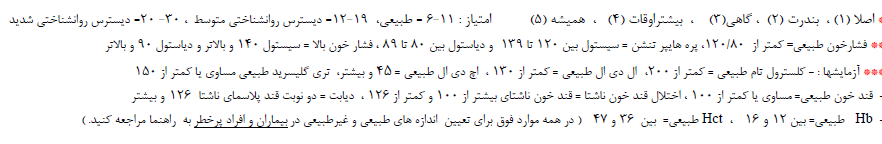 * اصلا (۱) ، بندرت (۲) ، گاهی(۳) ، بیشتراوقات (۴) ، همیشه (۵) امتیاز : ۱۱-۶ – طبیعی، ۱۹-۱۲– دیسترس روانشناختی متوسط ، ۳۰- ۲۰– دیسترس روانشناختی شدید
** فشارخون طبیعی= کمتر از ۱۲۰/۸۰، پره هایپر تنشن = سیستول بین ۱۲۰ تا ۱۳۹ و دیاستول بین ۸۰ تا ۸۹ ، فشار خون بالا = سیستول ۱۴۰ و بالاتر و دیاستول ۹۰ و بالاتر
*** آزمایشها : - کلسترول تام طبیعی = کمتر از ۲۰۰، ال دی ال طبیعی = کمتر از ۱۳۰ ، اچ دی ال طبیعی = ۴۵ و بیشتر، تری گلیسرید طبیعی مساوی یا کمتر از ۱۵۰
- قند خون طبیعی= مساوی یا کمتر از ۱۰۰ ، اختلال قند خون ناشتا = قند خون ناشتای بیشتر از ۱۰۰ و کمتر از ۱۲۶ ، دیابت = دو نوبت قند پلاسمای ناشتا ۱۲۶ و بیشتر
- Hb طبیعی= بین ۱۲ و ۱۶ ، Hct طبیعی= بین ۳۶ و ۴۷ ( در همه موارد فوق برای تعیین اندازه های طبیعی و غیرطبیعی در بیماران و افراد پرخطر به راهنما مراجعه کنید.)